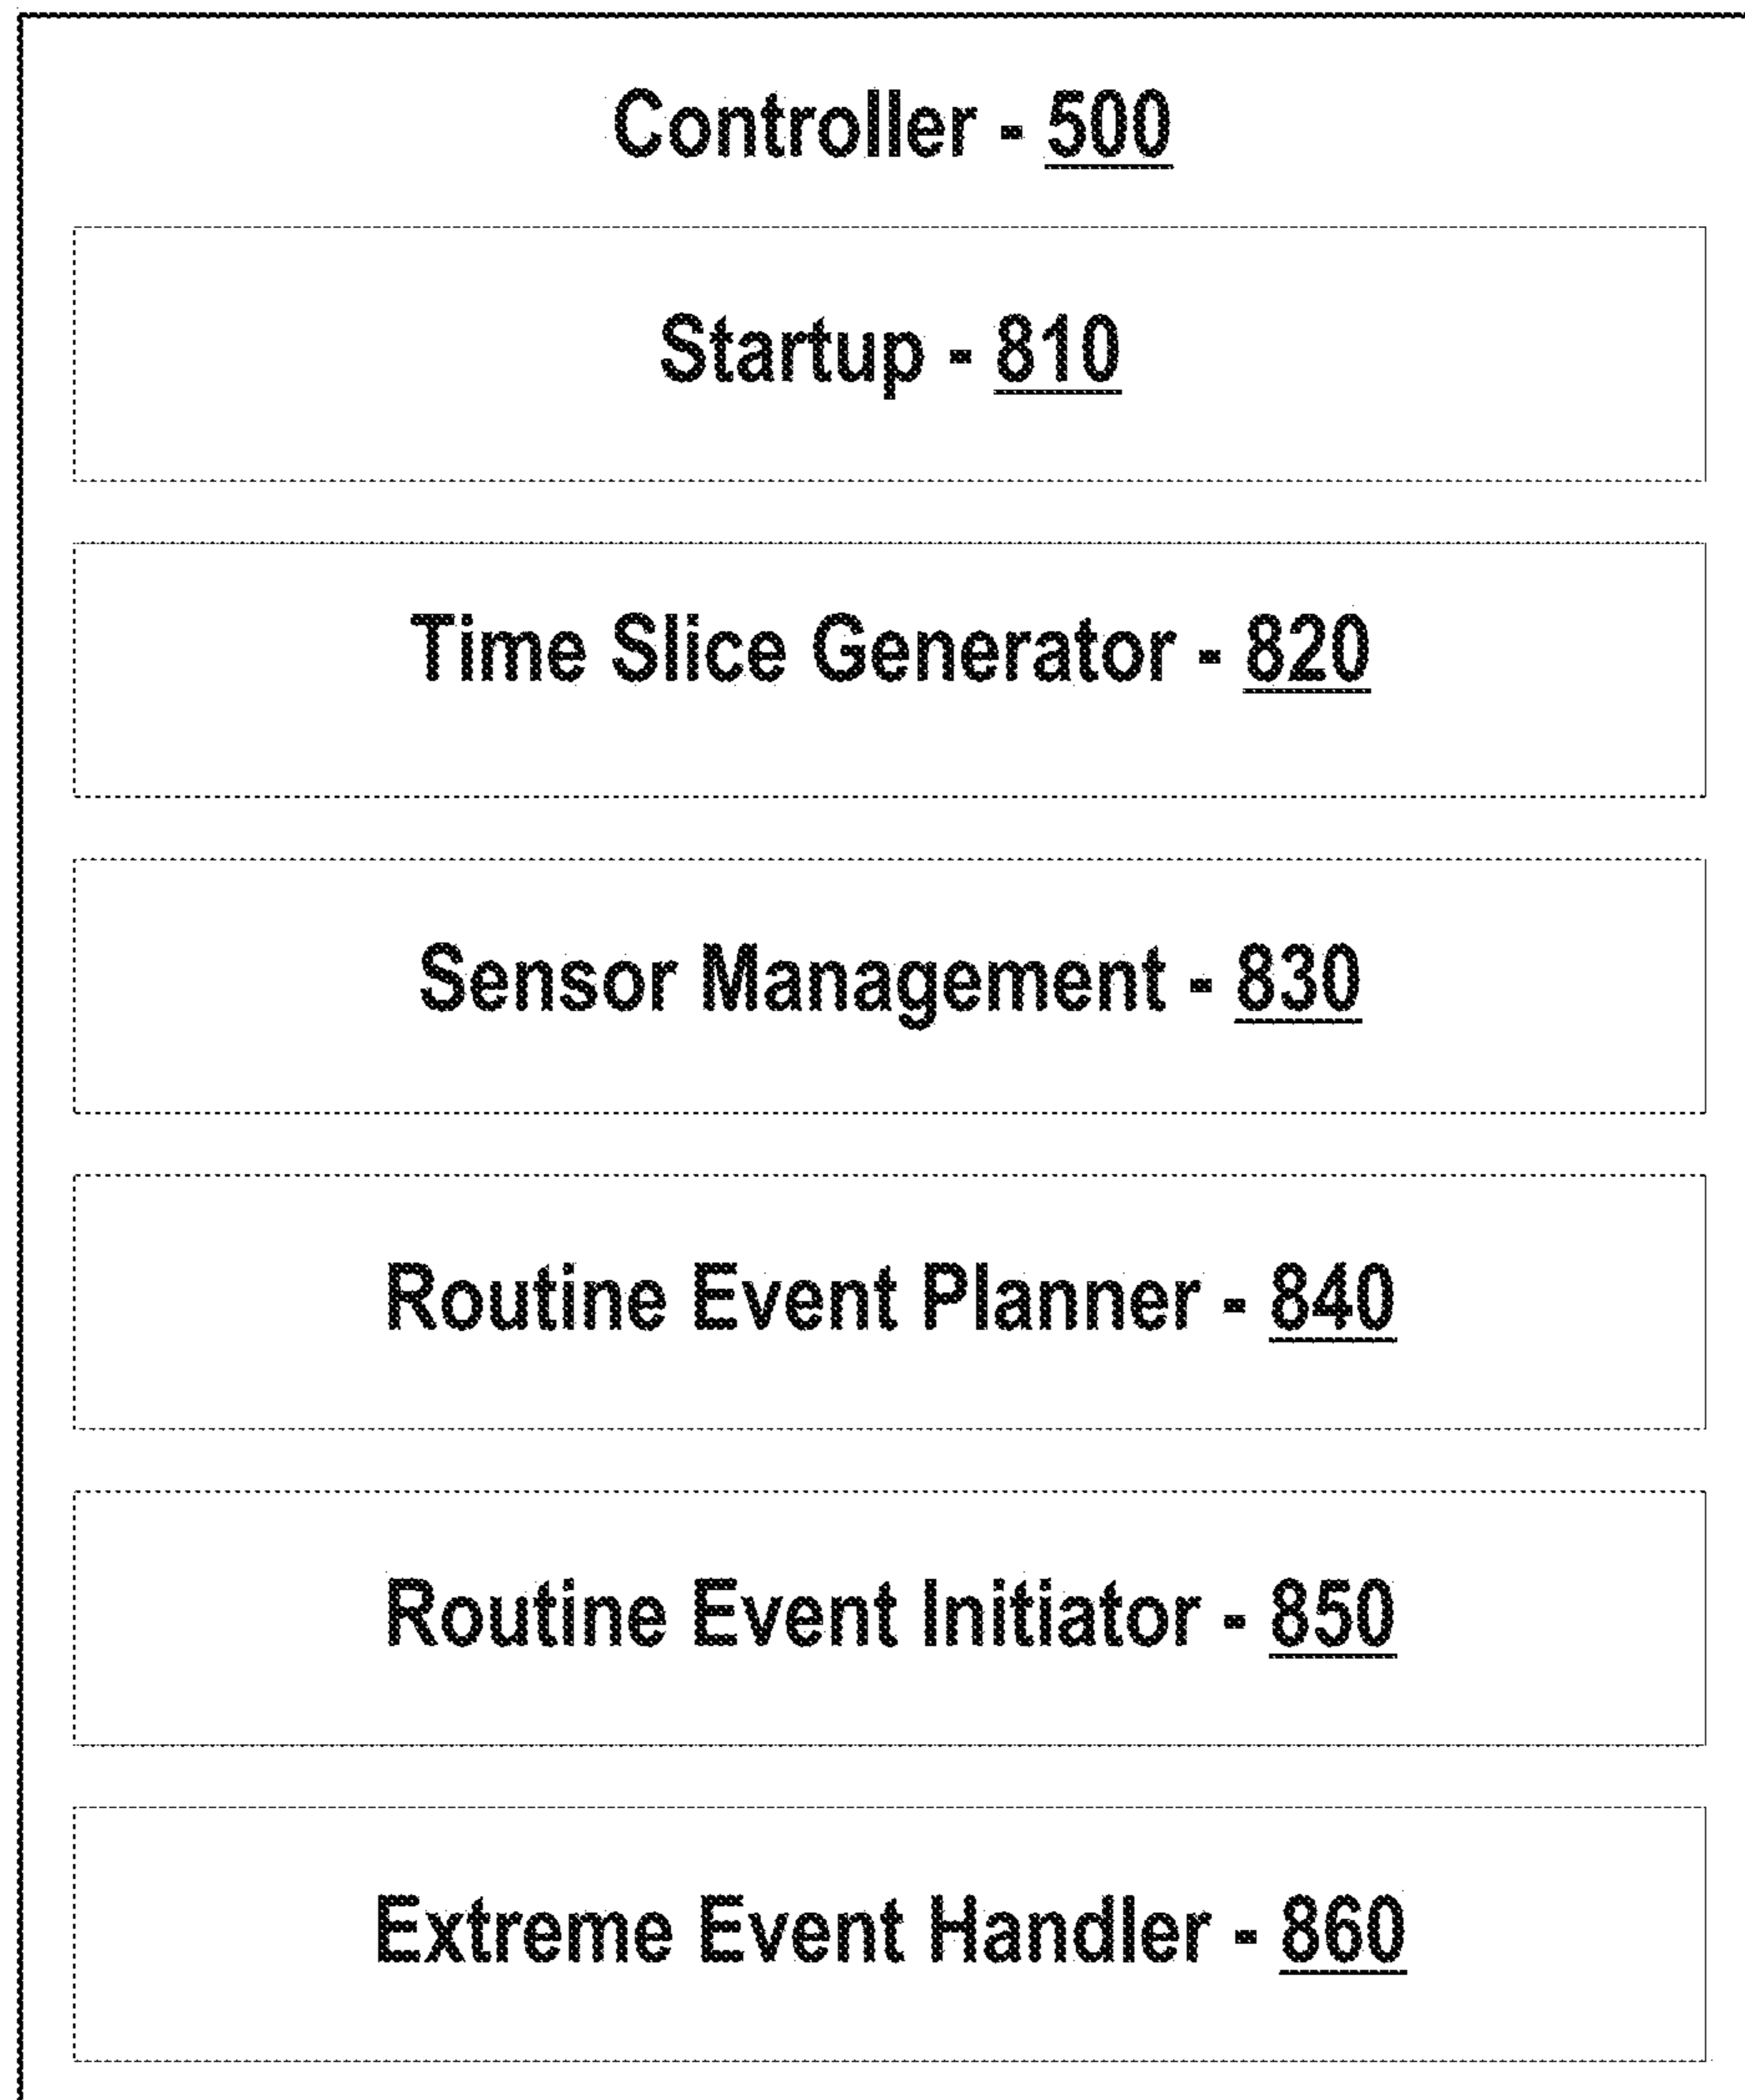 Controller - 500
Startup - 810
Time Slice Generator - 820
Sensor Management - 830
Routine Event Planner - 840
Routine Event Initiator - 850
Extreme Event Handler - 860